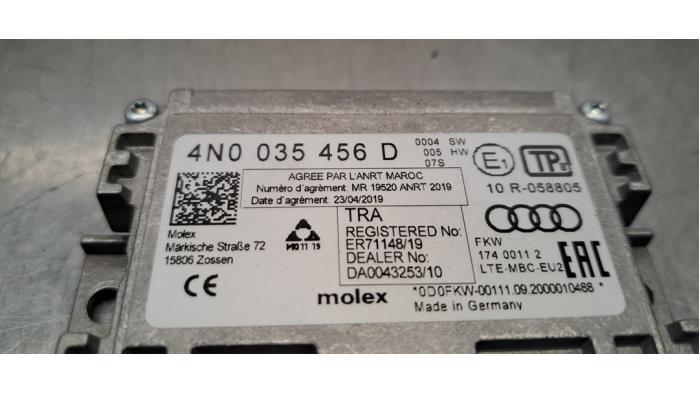 4N0 035 456 D
0004 SW
005 HW
07S
E1
TP
10 R-058805
AGREE PAR L'ANRT MAROC
Numéro d'agrément: MR 19520 ANRT 2019
Date d'agrément: 23/04/2019
Molex
Märkische Straße 72
15806 Zossen
TRA
REGISTERED No:
ER71148/19
DEALER No:
DA0043253/10
FKW
174 0011 2
LTE-MBC-EU2
EAC
CE
molex
*0D0FKW-00111.09.2000010468*
Made in Germany